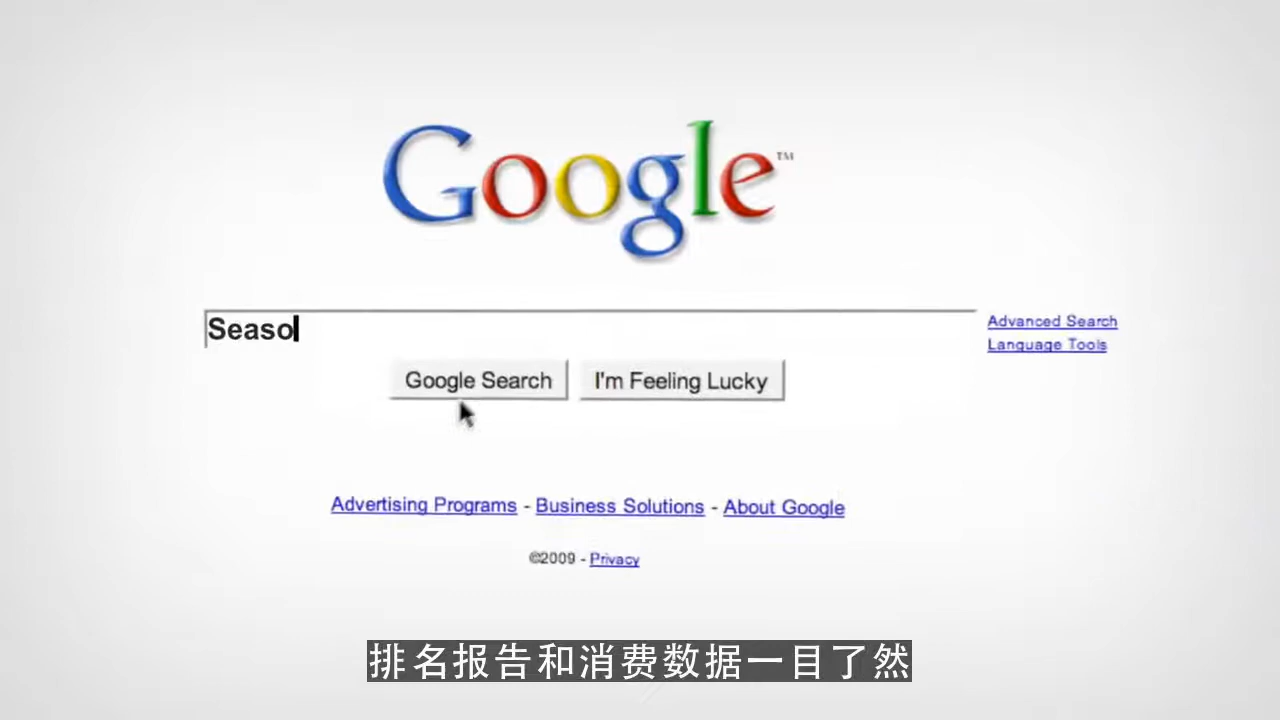 Google™
Seaso
Advanced Search
Language Tools
Google Search I'm Feeling Lucky
Advertising Programs - Business Solutions - About Google
©2009 - Privacy
排名报告和消费数据一目了然